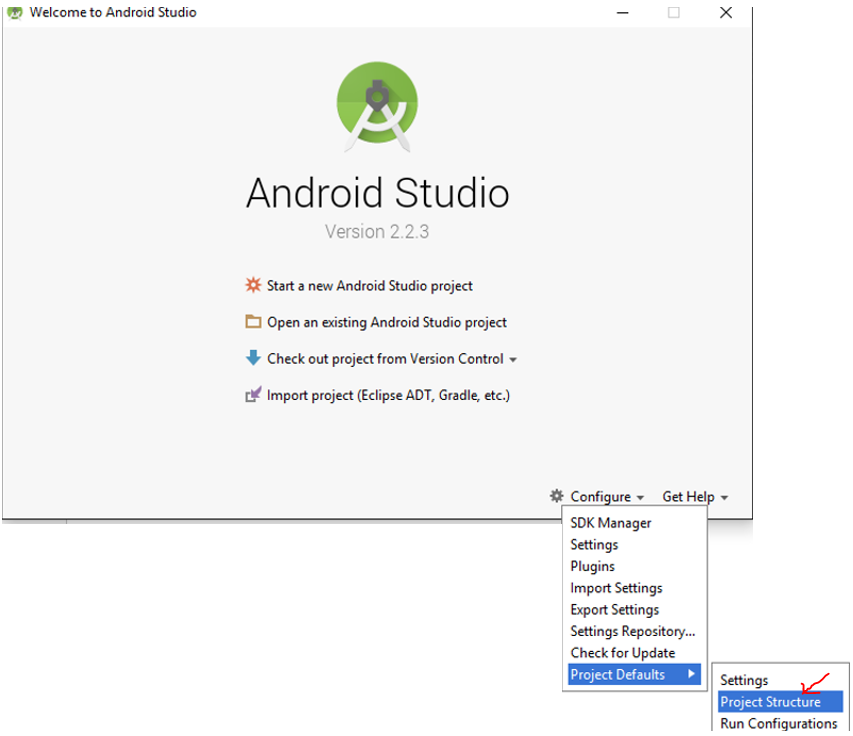 Welcome to Android Studio
Android Studio
Version 2.2.3
Start a new Android Studio project
Open an existing Android Studio project
Check out project from Version Control
Import project (Eclipse ADT, Gradle, etc.)
Configure Get Help
SDK Manager
Settings
Plugins
Import Settings
Export Settings
Settings Repository...
Check for Update
Project Defaults
Settings
Project Structure
Run Configurations